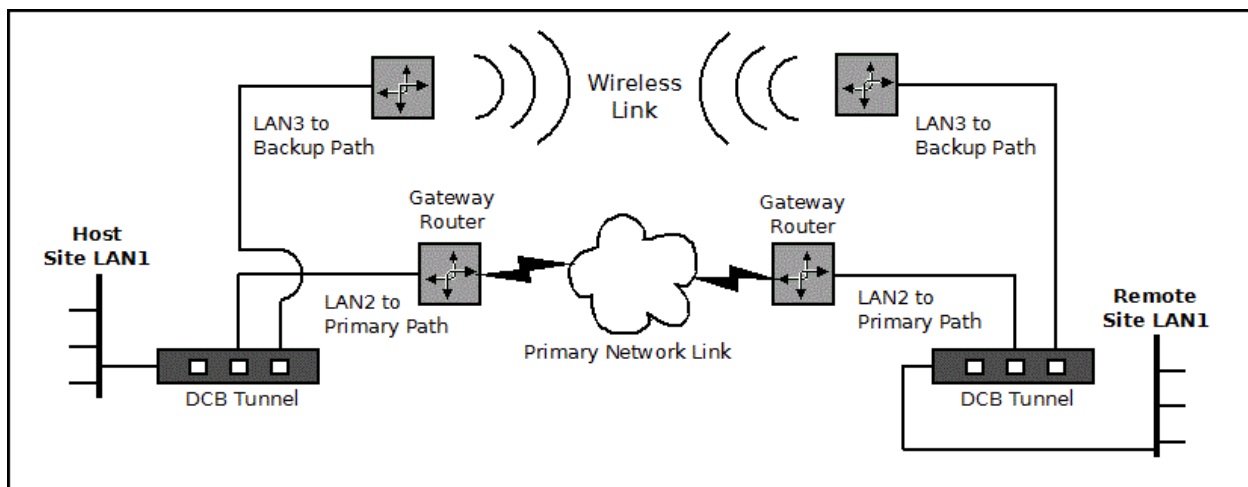 Wireless
Link
LAN3 to
Backup Path
LAN3 to
Backup Path
Gateway
Router
Gateway
Router
Host
Site LAN1
LAN2 to
Primary Path
LAN2 to
Primary Path
Remote
Site LAN1
Primary Network Link
DCB Tunnel
DCB Tunnel